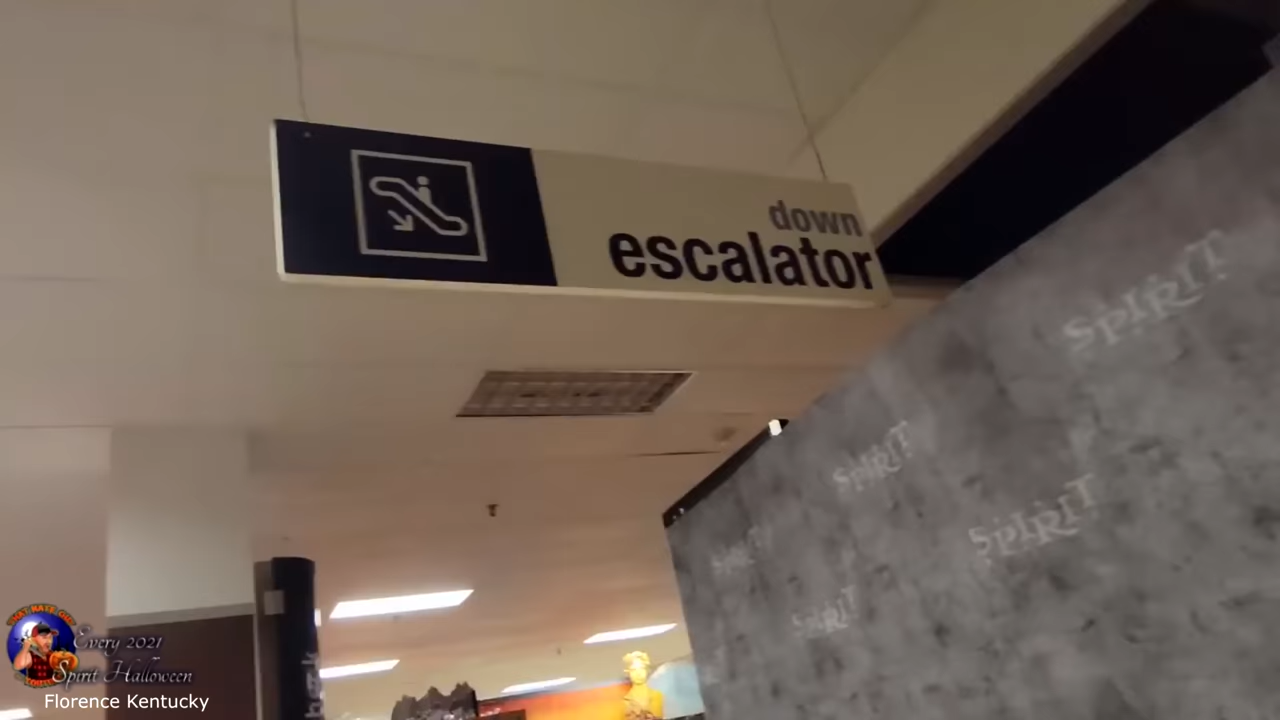 down
escalator
SPIRIT
SPIRIT
SPIRIT
SPIRIT
SPIRIT
Every 2021
Spirit Halloween
Florence Kentucky